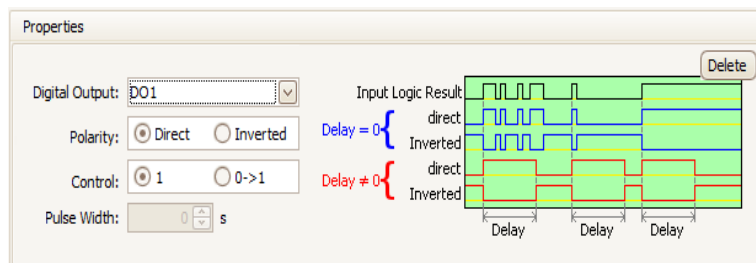 Properties
Delete
Digital Output: DO1
Polarity: Direct Inverted
Control: 1 0->1
Pulse Width: 0 s
Input Logic Result
Delay = 0 { direct
Inverted
Delay ≠ 0 { direct
Inverted
Delay Delay Delay